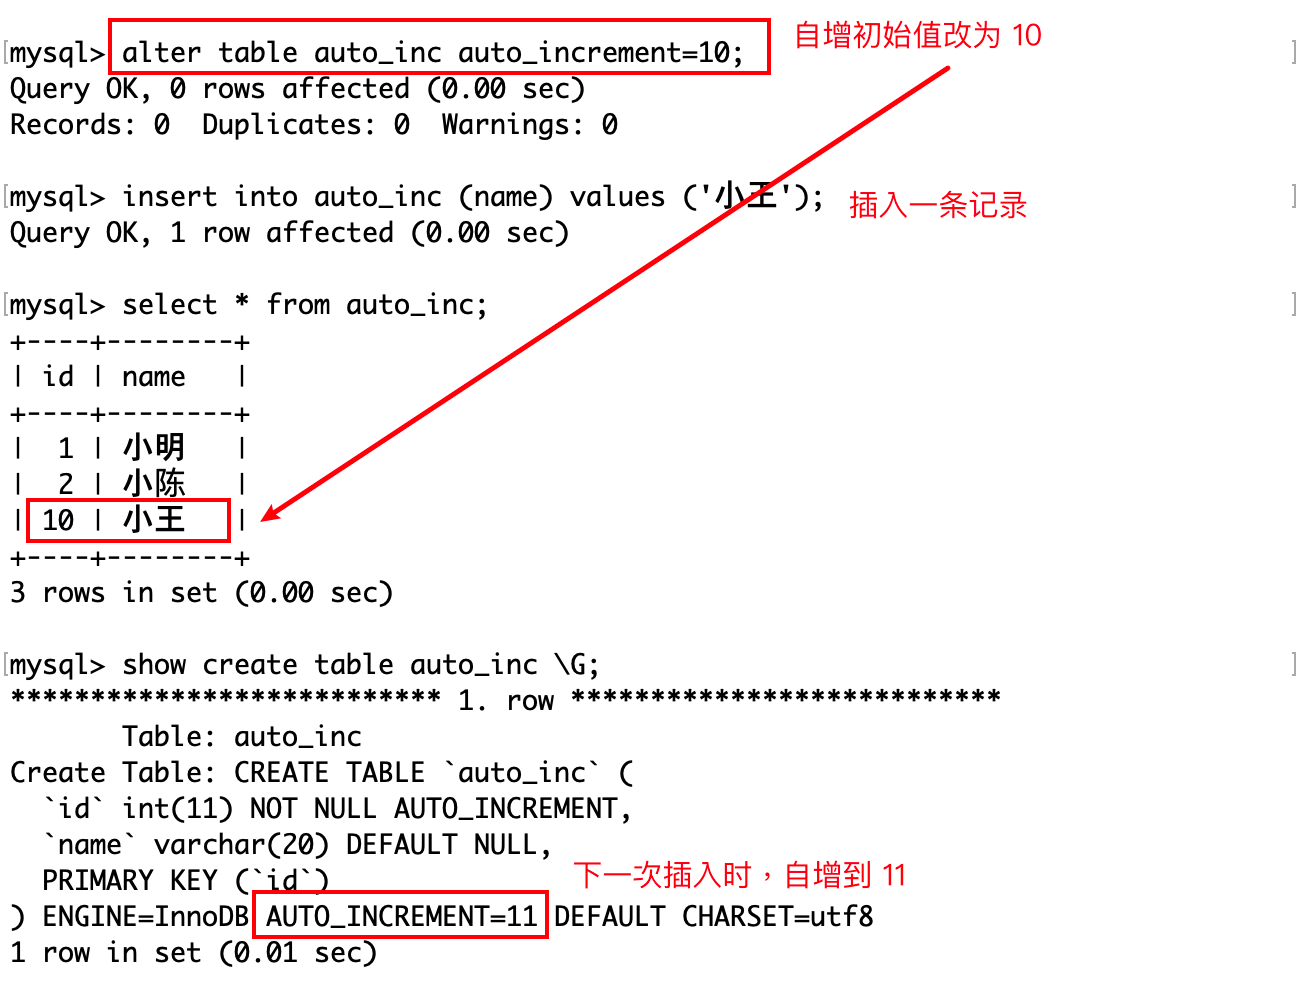 mysql> alter table auto_inc auto_increment=10;
自增初始值改为 10
Query OK, 0 rows affected (0.00 sec)
Records: 0  Duplicates: 0  Warnings: 0
mysql> insert into auto_inc (name) values ('小王');
插入一条记录
Query OK, 1 row affected (0.00 sec)
mysql> select * from auto_inc;
+----+--------+
| id | name   |
+----+--------+
|  1 | 小明   |
|  2 | 小陈   |
| 10 | 小王   |
+----+--------+
3 rows in set (0.00 sec)
mysql> show create table auto_inc \G;
*************************** 1. row ***************************
       Table: auto_inc
Create Table: CREATE TABLE `auto_inc` (
  `id` int(11) NOT NULL AUTO_INCREMENT,
  `name` varchar(20) DEFAULT NULL,
  PRIMARY KEY (`id`)
下一次插入时，自增到 11
) ENGINE=InnoDB AUTO_INCREMENT=11 DEFAULT CHARSET=utf8
1 row in set (0.01 sec)